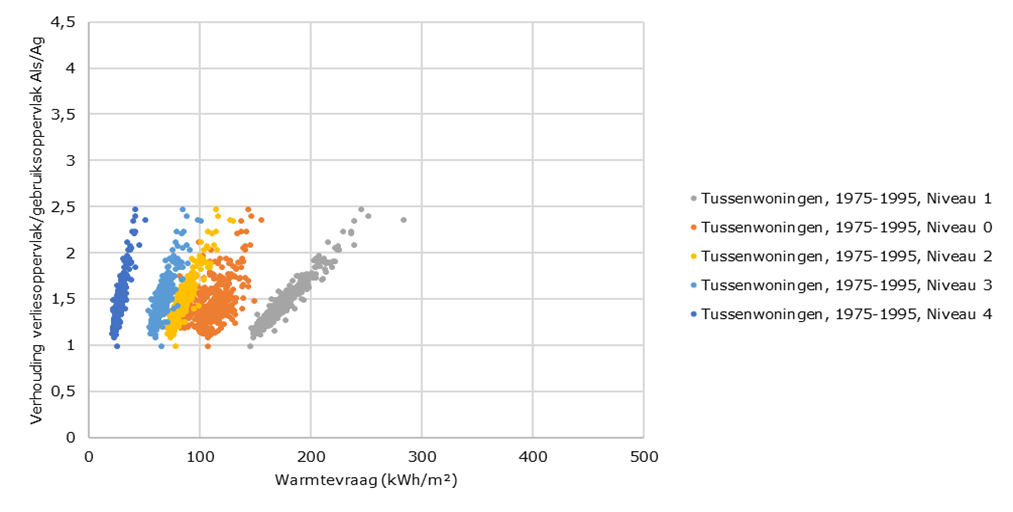 4,5
4
3,5
3
2,5
2
1,5
1
0,5
0
Verhouding verliesoppervlak/gebruiksoppervlak Als/Ag
0 100 200 300 400 500
Warmtevraag (kWh/m²)
Tussenwoningen, 1975-1995, Niveau 1
Tussenwoningen, 1975-1995, Niveau 0
Tussenwoningen, 1975-1995, Niveau 2
Tussenwoningen, 1975-1995, Niveau 3
Tussenwoningen, 1975-1995, Niveau 4